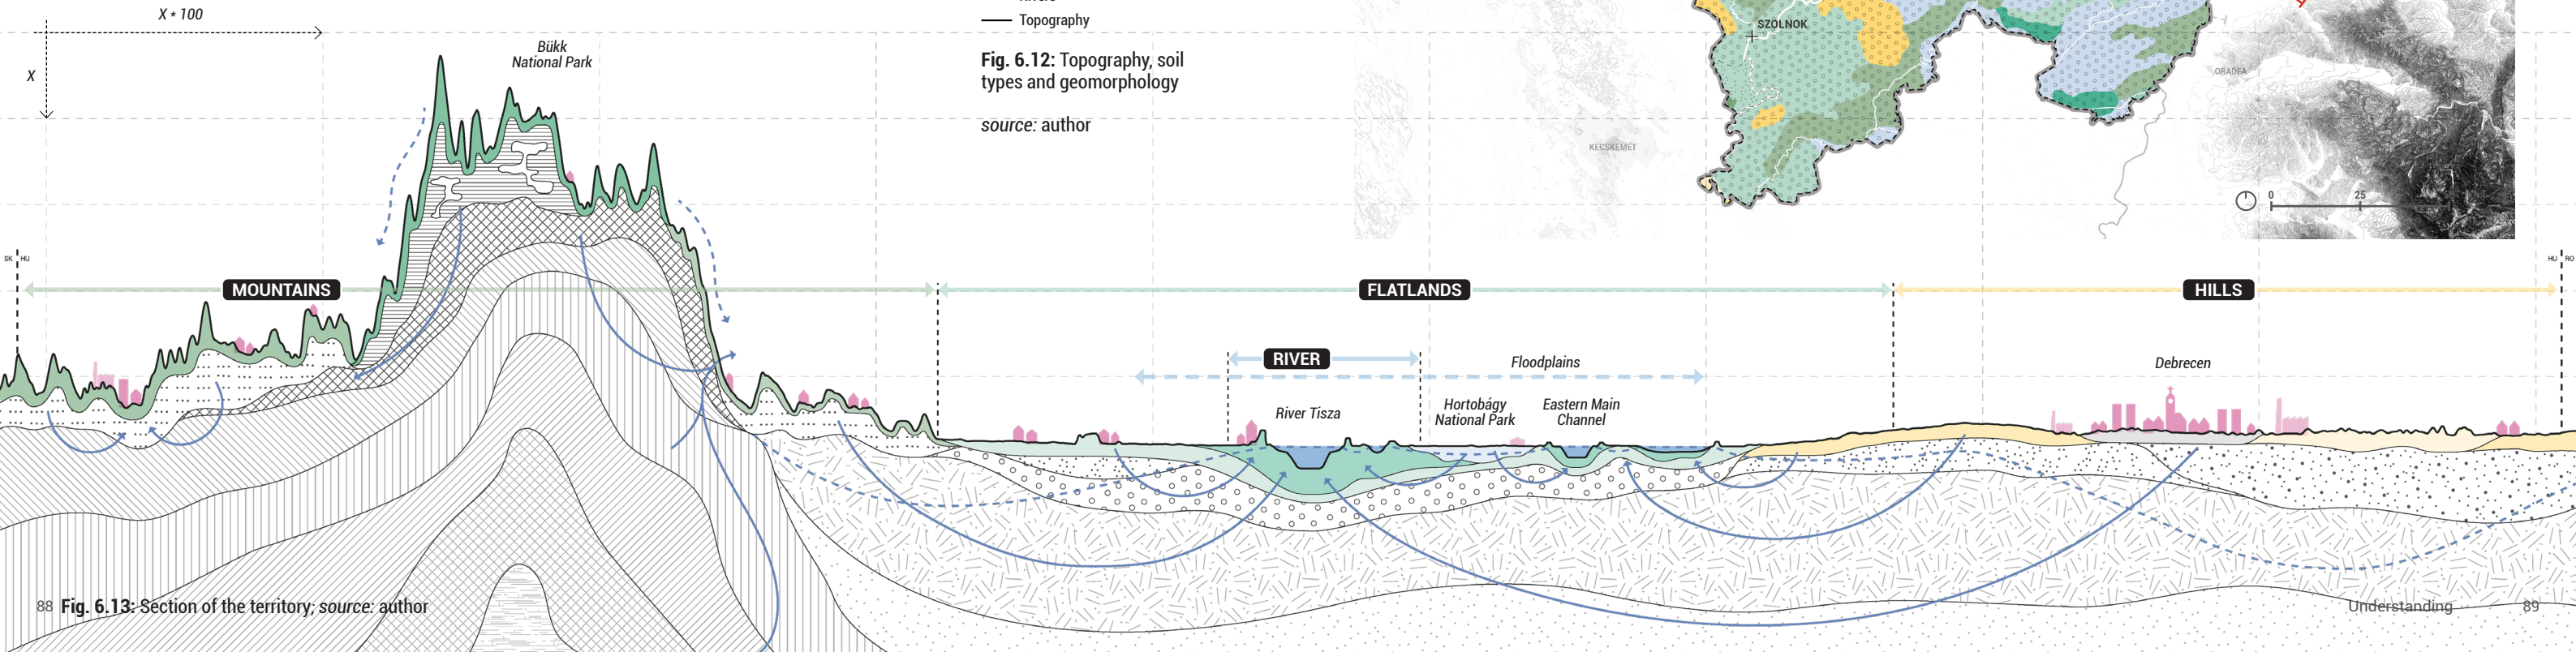 X * 100
X
Bükk
National Park
Topography
Fig. 6.12: Topography, soil
types and geomorphology
source: author
SZOLNOK
KECSKEMÉT
ORADEA
0 25
SK HU
HU RO
MOUNTAINS
FLATLANDS
HILLS
RIVER
Floodplains
River Tisza
Hortobágy
National Park
Eastern Main
Channel
Debrecen
88 Fig. 6.13: Section of the territory; source: author
Understanding 89